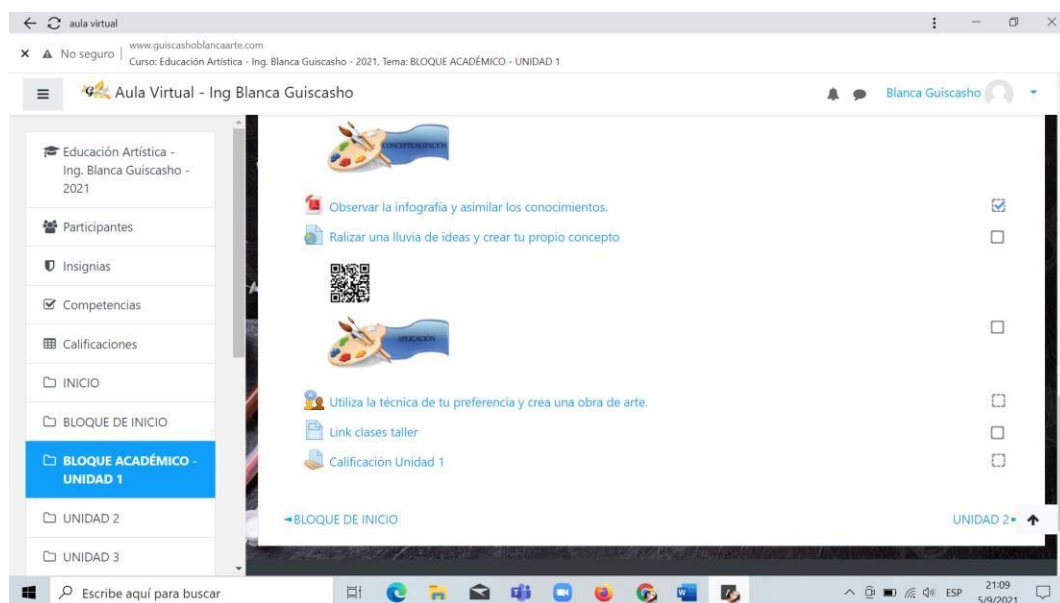 aula virtual
No seguro
www.guiscashoblancaarte.com
Curso: Educación Artística - Ing. Blanca Guiscasho - 2021, Tema: BLOQUE ACADÉMICO - UNIDAD 1
Aula Virtual - Ing Blanca Guiscasho
Blanca Guiscasho
Educación Artística -
Ing. Blanca Guiscasho -
2021
Participantes
Insignias
Competencias
Calificaciones
INICIO
BLOQUE DE INICIO
BLOQUE ACADÉMICO -
UNIDAD 1
UNIDAD 2
UNIDAD 3
CONCEPTUALIZACIÓN
Observar la infografía y asimilar los conocimientos.
Ralizar una lluvia de ideas y crear tu propio concepto
APLICACIÓN
Utiliza la técnica de tu preferencia y crea una obra de arte.
Link clases taller
Calificación Unidad 1
◄BLOQUE DE INICIO
UNIDAD 2►
Escribe aquí para buscar
ESP
21:09
5/9/2021